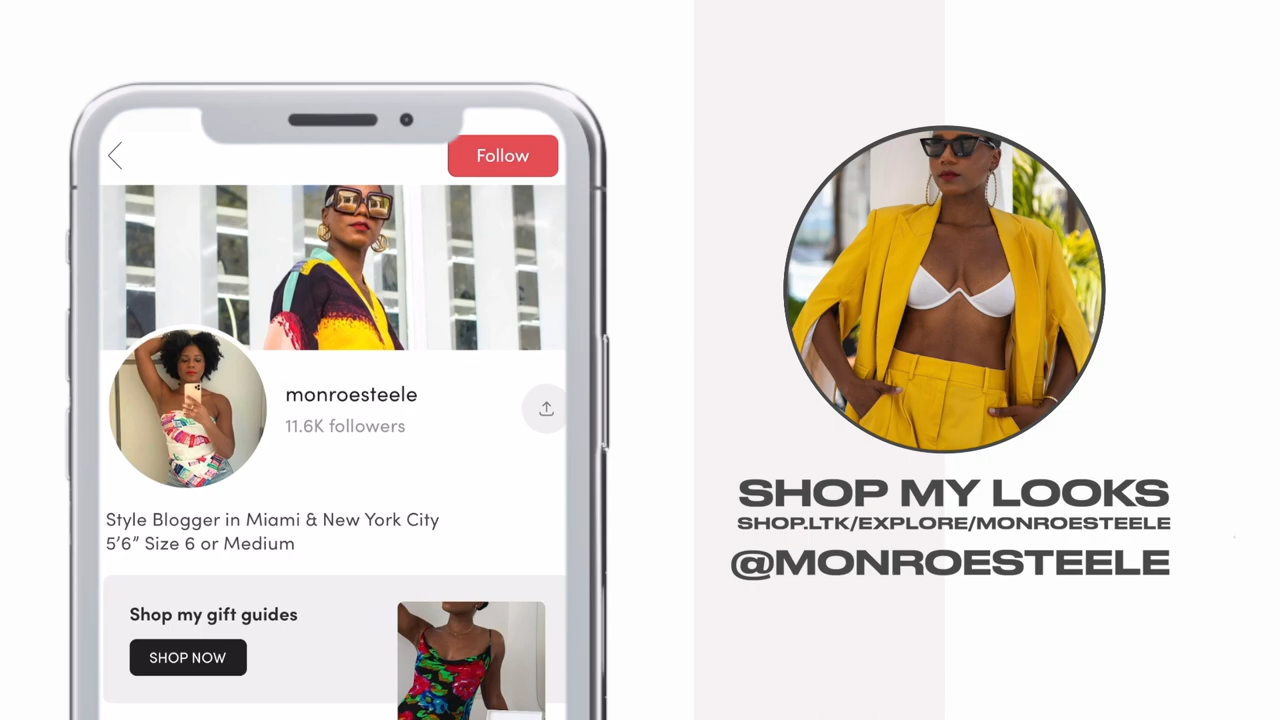 Follow
monroesteele
11.6K followers
Style Blogger in Miami & New York City
5’6” Size 6 or Medium
Shop my gift guides
SHOP NOW
SHOP MY LOOKS
SHOP.LTK/EXPLORE/MONROESTEELE
@MONROESTEELE